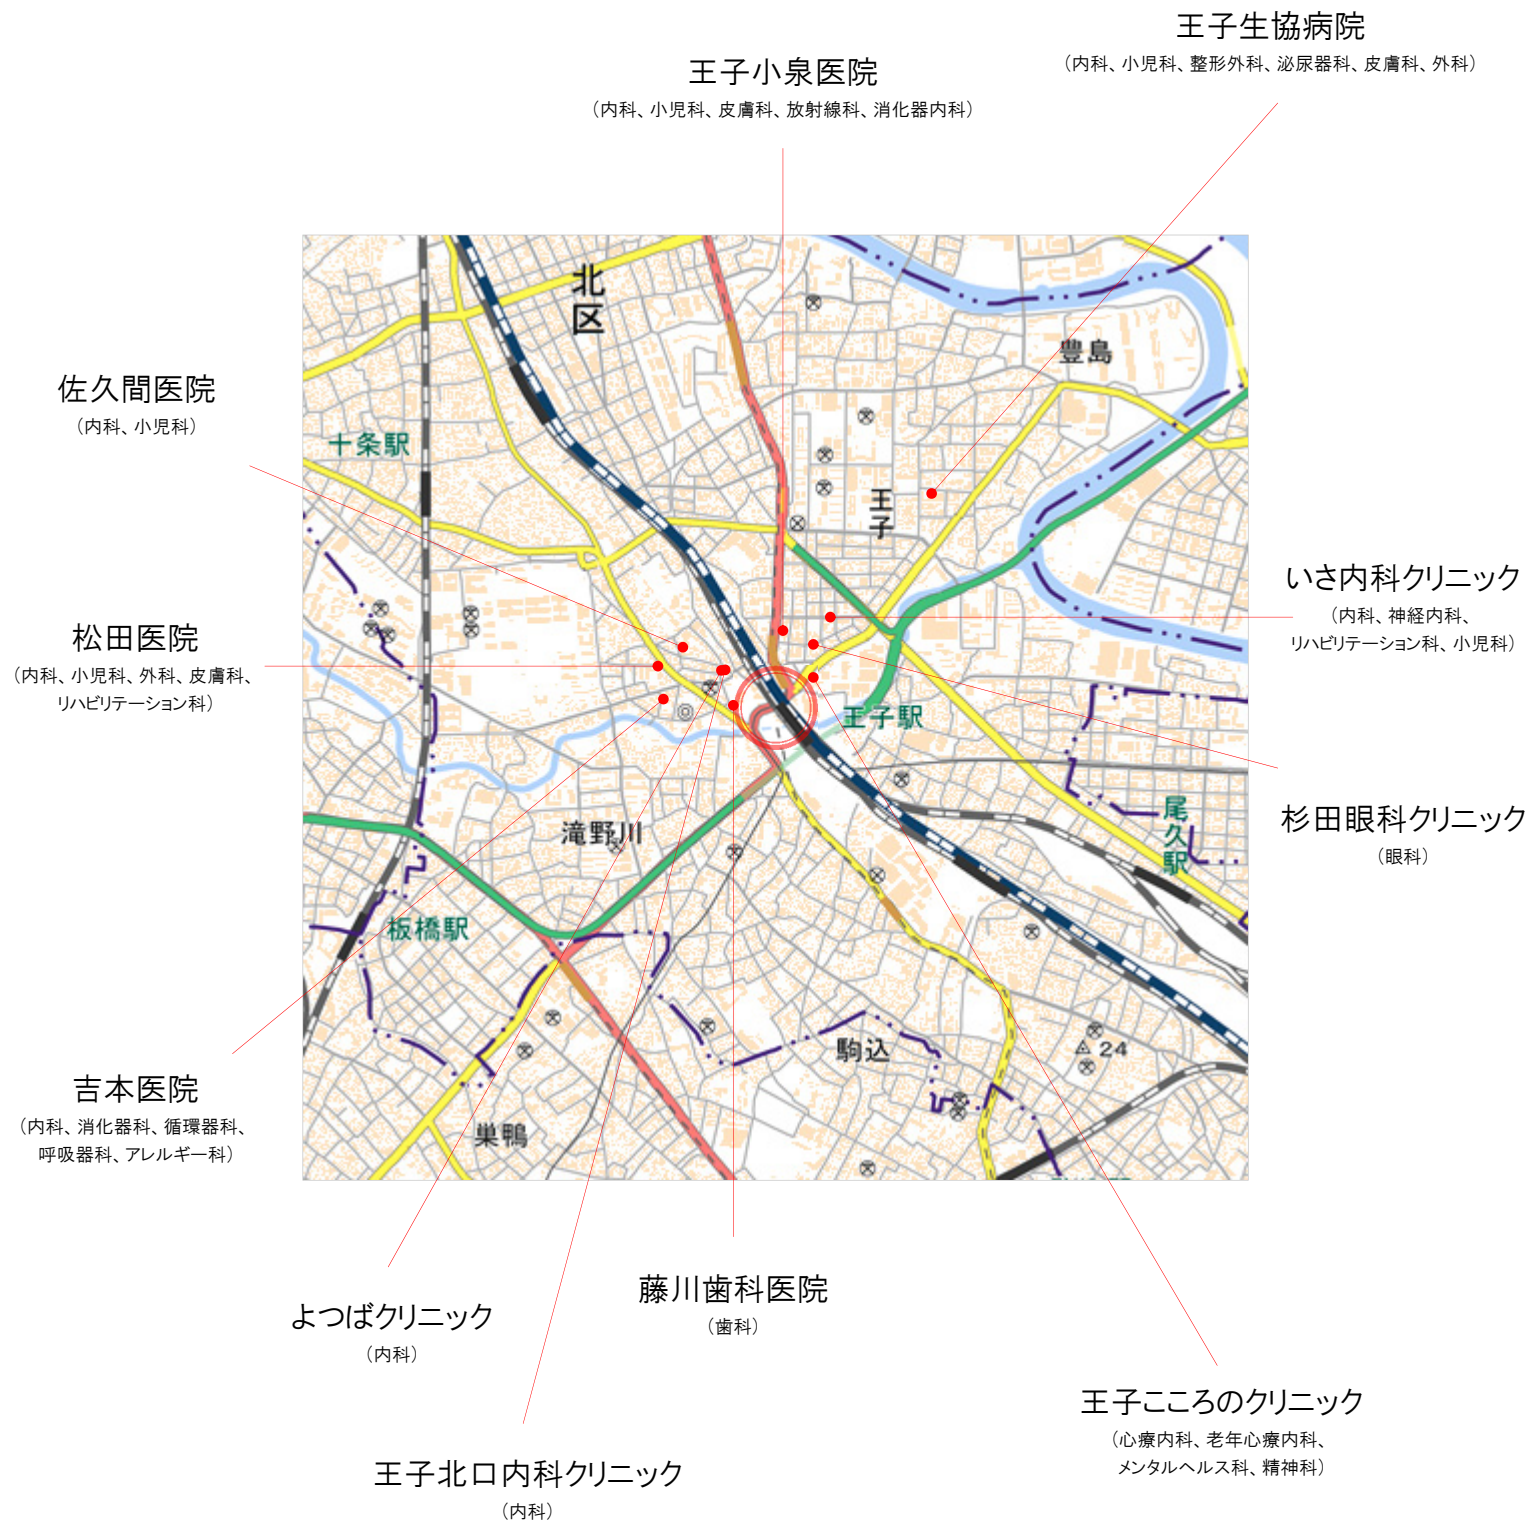 王子生協病院
（内科、小児科、整形外科、泌尿器科、皮膚科、外科）
王子小泉医院
（内科、小児科、皮膚科、放射線科、消化器内科）
北区
豊島
佐久間医院
（内科、小児科）
十条駅
王子
いさ内科クリニック
（内科、神経内科、
リハビリテーション科、小児科）
松田医院
（内科、小児科、外科、皮膚科、
リハビリテーション科）
王子駅
杉田眼科クリニック
（眼科）
尾久駅
滝野川
板橋駅
駒込
24
吉本医院
（内科、消化器科、循環器科、
呼吸器科、アレルギー科）
巣鴨
藤川歯科医院
（歯科）
よつばクリニック
（内科）
王子こころのクリニック
（心療内科、老年心療内科、
メンタルヘルス科、精神科）
王子北口内科クリニック
（内科）